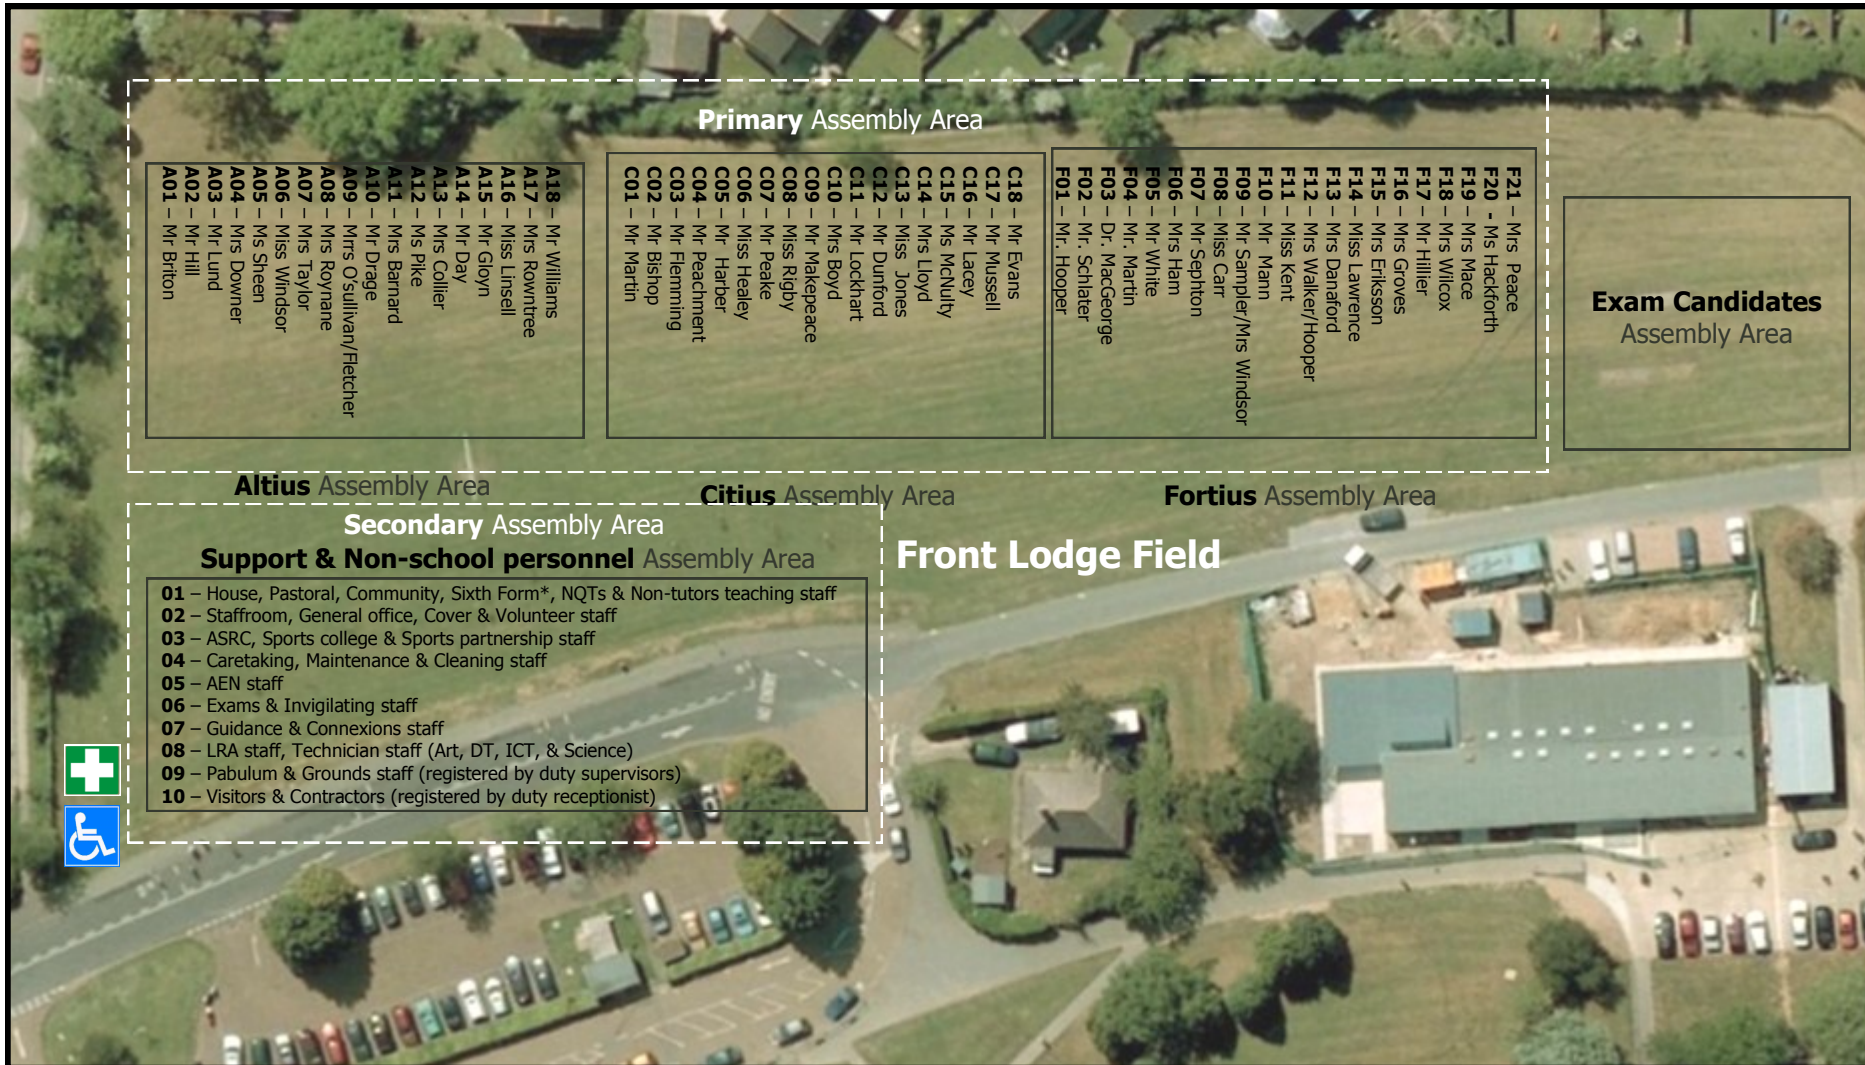 Primary Assembly Area
A01 – Mr Briton
A02 – Mr Hill
A03 – Mr Lund
A04 – Mrs Downer
A05 – Ms Sheen
A06 – Miss Windsor
A07 – Mrs Taylor
A08 – Mrs Roynane
A09 – Mrrs O'sullivan/Fletcher
A10 – Mr Drage
A11 – Mrs Barnard
A12 – Ms Pike
A13 – Mrs Collier
A14 – Mr Day
A15 – Mr Gloyn
A16 – Miss Linsell
A17 – Mrs Rowntree
A18 – Mr Williams
C01 – Mr Martin
C02 – Mr Bishop
C03 – Mr Flemming
C04 – Mr Peachment
C05 – Mr Harber
C06 – Miss Healey
C07 – Mr Peake
C08 – Miss Rigby
C09 – Mr Makepeace
C10 – Mrs Boyd
C11 – Mr Lockhart
C12 – Mr Dunford
C13 – Miss Jones
C14 – Mrs Lloyd
C15 – Ms McNulty
C16 – Mr Lacey
C17 – Mr Mussell
C18 – Mr Evans
F01 – Mr. Hooper
F02 – Mr. Schlater
F03 – Dr. MacGeorge
F04 – Mr. Martin
F05 – Mr White
F06 – Mrs Ham
F07 – Mr Sephton
F08 – Miss Carr
F09 – Mr Sampler/Mrs Windsor
F10 – Mr Mann
F11 – Miss Kent
F12 – Mrs Walker/Hooper
F13 – Mrs Danaford
F14 – Miss Lawrence
F15 – Mrs Eriksson
F16 – Mrs Groves
F17 – Mr Hillier
F18 – Mrs Wilcox
F19 – Mrs Mace
F20 - Ms Hackforth
F21 – Mrs Peace
Exam Candidates
Assembly Area
Altius Assembly Area
Citius Assembly Area
Fortius Assembly Area
Secondary Assembly Area
Support & Non-school personnel Assembly Area
Front Lodge Field
01 – House, Pastoral, Community, Sixth Form*, NQTs & Non-tutors teaching staff
02 – Staffroom, General office, Cover & Volunteer staff
03 – ASRC, Sports college & Sports partnership staff
04 – Caretaking, Maintenance & Cleaning staff
05 – AEN staff
06 – Exams & Invigilating staff
07 – Guidance & Connexions staff
08 – LRA staff, Technician staff (Art, DT, ICT, & Science)
09 – Pabulum & Grounds staff (registered by duty supervisors)
10 – Visitors & Contractors (registered by duty receptionist)